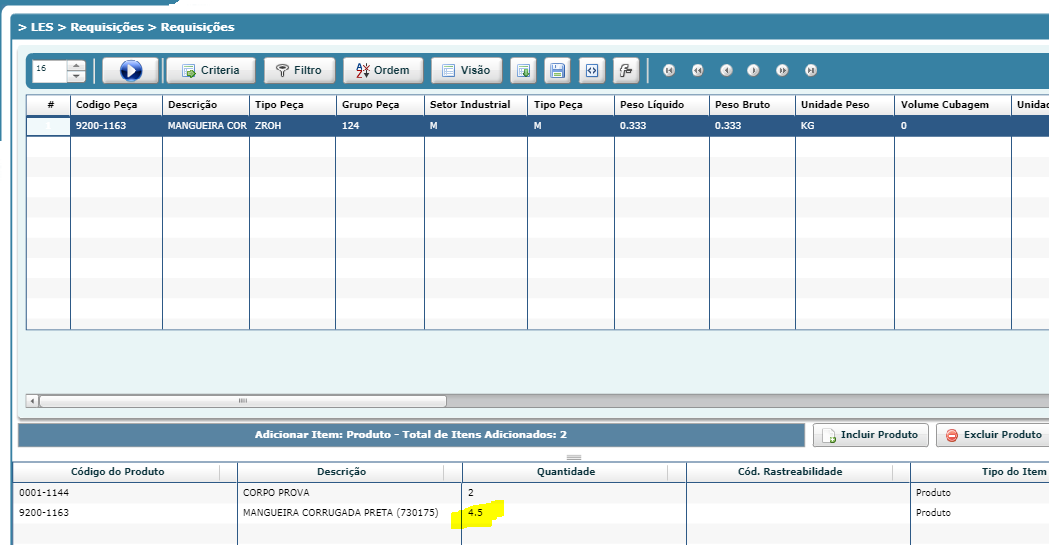 > LES > Requisições > Requisições
16 Criteria Filtro Ordem Visão
# Codigo Peça Descrição Tipo Peça Grupo Peça Setor Industrial Tipo Peça Peso Líquido Peso Bruto Unidade Peso Volume Cubagem Unidad
1 9200-1163 MANGUEIRA COR ZROH 124 M M 0.333 0.333 KG 0
Adicionar Item: Produto - Total de Itens Adicionados: 2 Incluir Produto Excluir Produto
Código do Produto Descrição Quantidade Cód. Rastreabilidade Tipo do Item
0001-1144 CORPO PROVA 2 Produto
9200-1163 MANGUEIRA CORRUGADA PRETA (730175) 4.5 Produto